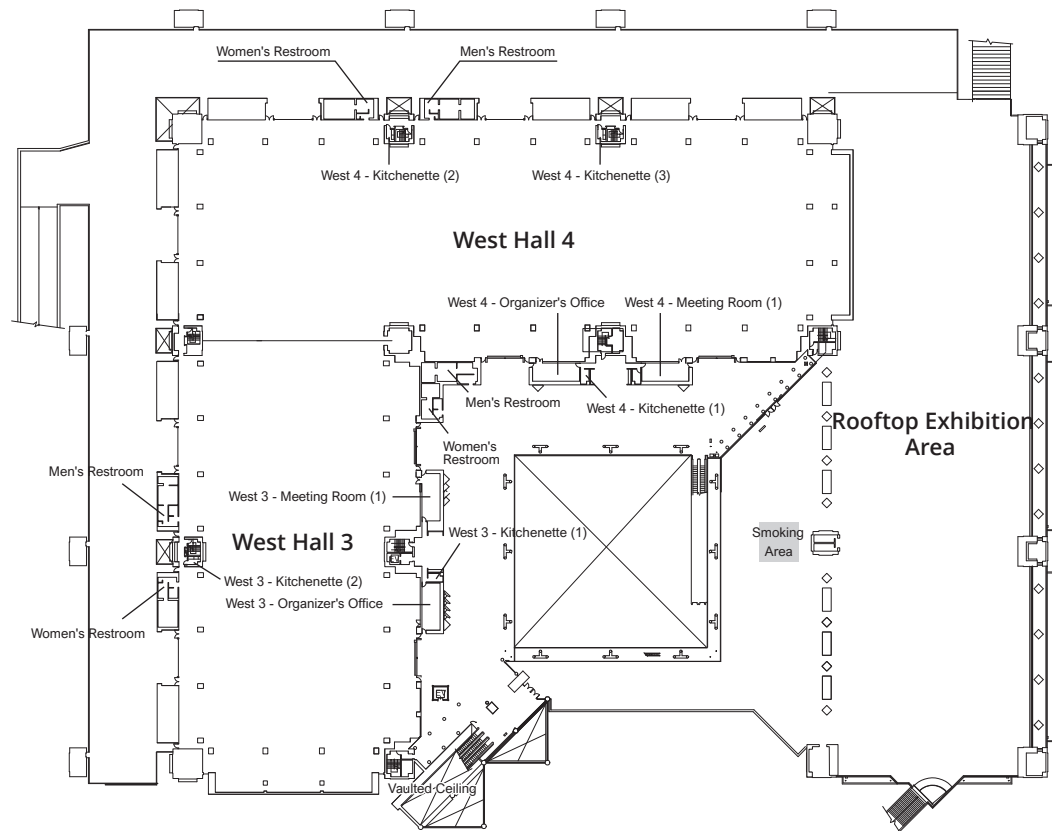 Women's Restroom
Men's Restroom
West 4 - Kitchenette (2)
West 4 - Kitchenette (3)
West Hall 4
West 4 - Organizer's Office
West 4 - Meeting Room (1)
Men's Restroom
West 4 - Kitchenette (1)
Rooftop Exhibition
Area
Women's
Restroom
Men's Restroom
West 3 - Meeting Room (1)
West Hall 3
West 3 - Kitchenette (1)
Smoking
Area
West 3 - Kitchenette (2)
West 3 - Organizer's Office
Women's Restroom
Vaulted Ceiling